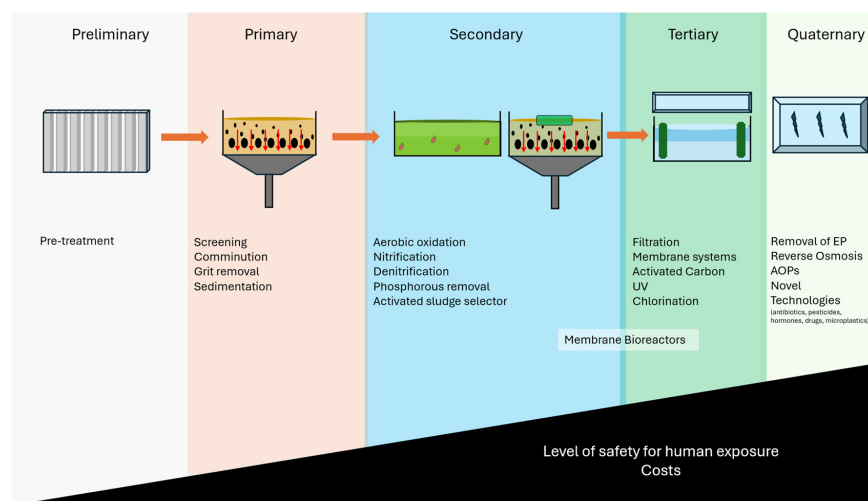 Preliminary
Primary
Secondary
Tertiary
Quaternary
Pre-treatment
Screening
Comminution
Grit removal
Sedimentation
Aerobic oxidation
Nitrification
Denitrification
Phosphorous removal
Activated sludge selector
Filtration
Membrane systems
Activated Carbon
UV
Chlorination
Removal of EP
Reverse Osmosis
AOPs
Novel
Technologies
(antibiotics, pesticides,
hormones, drugs, microplastics)
Membrane Bioreactors
Level of safety for human exposure
Costs